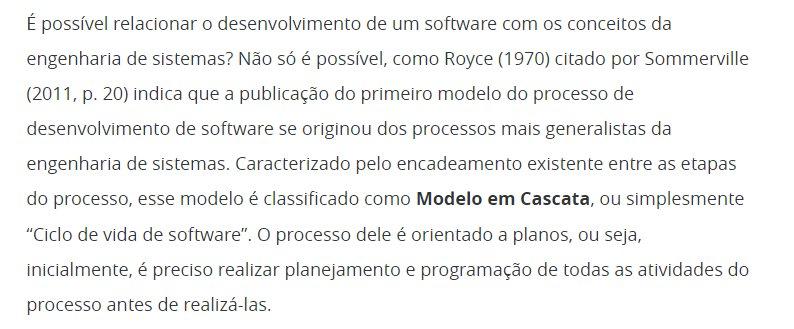 É possível relacionar o desenvolvimento de um software com os conceitos da
engenharia de sistemas? Não só é possível, como Royce (1970) citado por Sommerville
(2011, p. 20) indica que a publicação do primeiro modelo do processo de
desenvolvimento de software se originou dos processos mais generalistas da
engenharia de sistemas. Caracterizado pelo encadeamento existente entre as etapas
do processo, esse modelo é classificado como Modelo em Cascata, ou simplesmente
“Ciclo de vida de software”. O processo dele é orientado a planos, ou seja,
inicialmente, é preciso realizar planejamento e programação de todas as atividades do
processo antes de realizá-las.